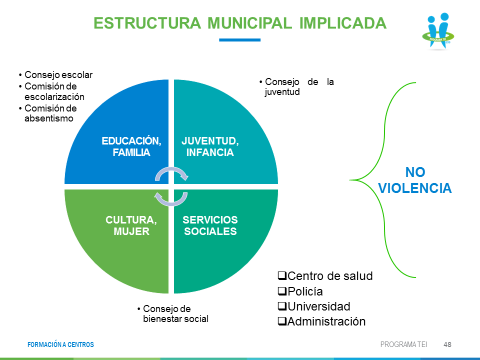 ESTRUCTURA MUNICIPAL IMPLICADA
• Consejo escolar
• Comisión de
escolarización
• Comisión de
absentismo
• Consejo de la
juventud
EDUCACIÓN,
FAMILIA
JUVENTUD,
INFANCIA
CULTURA,
MUJER
SERVICIOS
SOCIALES
NO
VIOLENCIA
• Consejo de
bienestar social
❑Centro de salud
❑Policía
❑Universidad
❑Administración
FORMACIÓN A CENTROS
PROGRAMA TEI
48